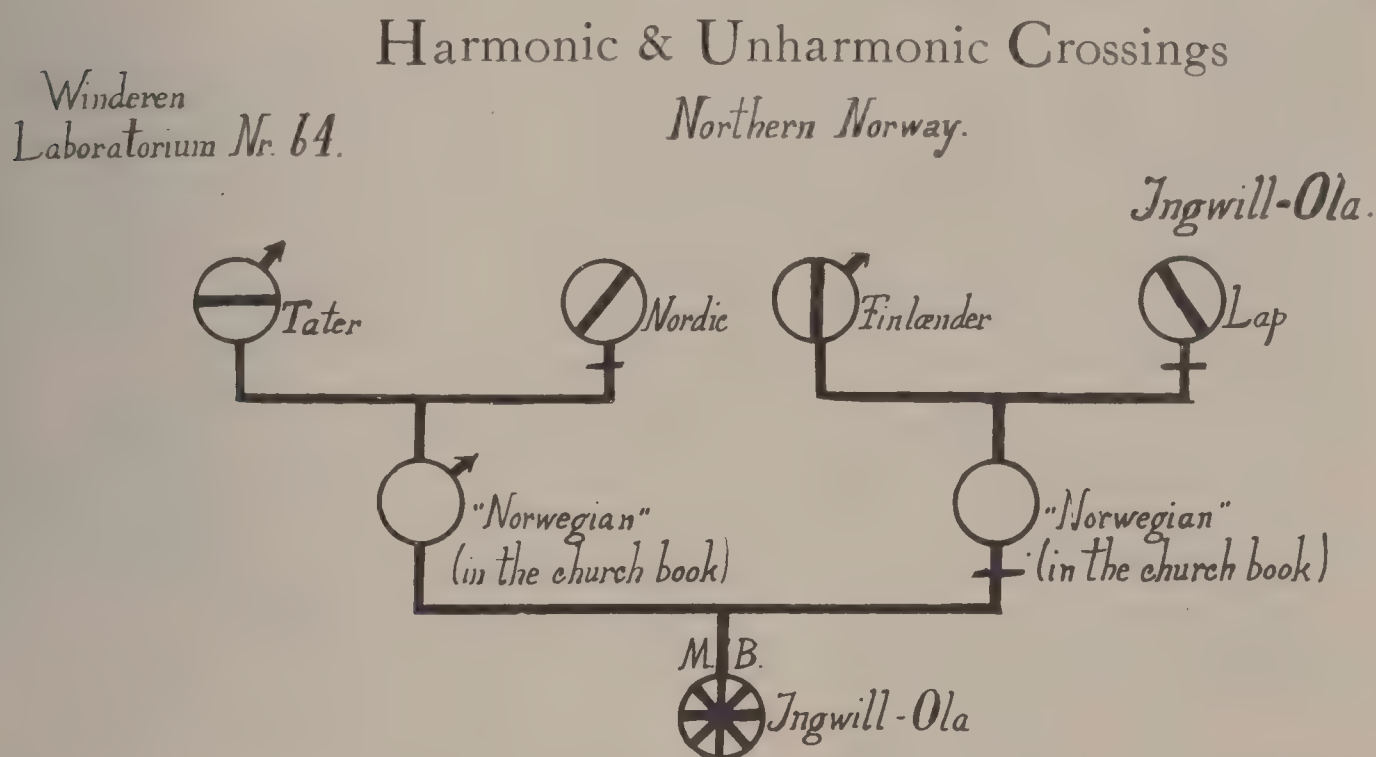 Harmonic & Unharmonic Crossings
Winderen
Laboratorium Nr. 64.
Northern Norway.
Ingwill-Ola.
Tater
Nordic
Finlænder
Lap
"Norwegian"
(in the church book)
"Norwegian"
(in the church book)
M. B.
Ingwill-Ola